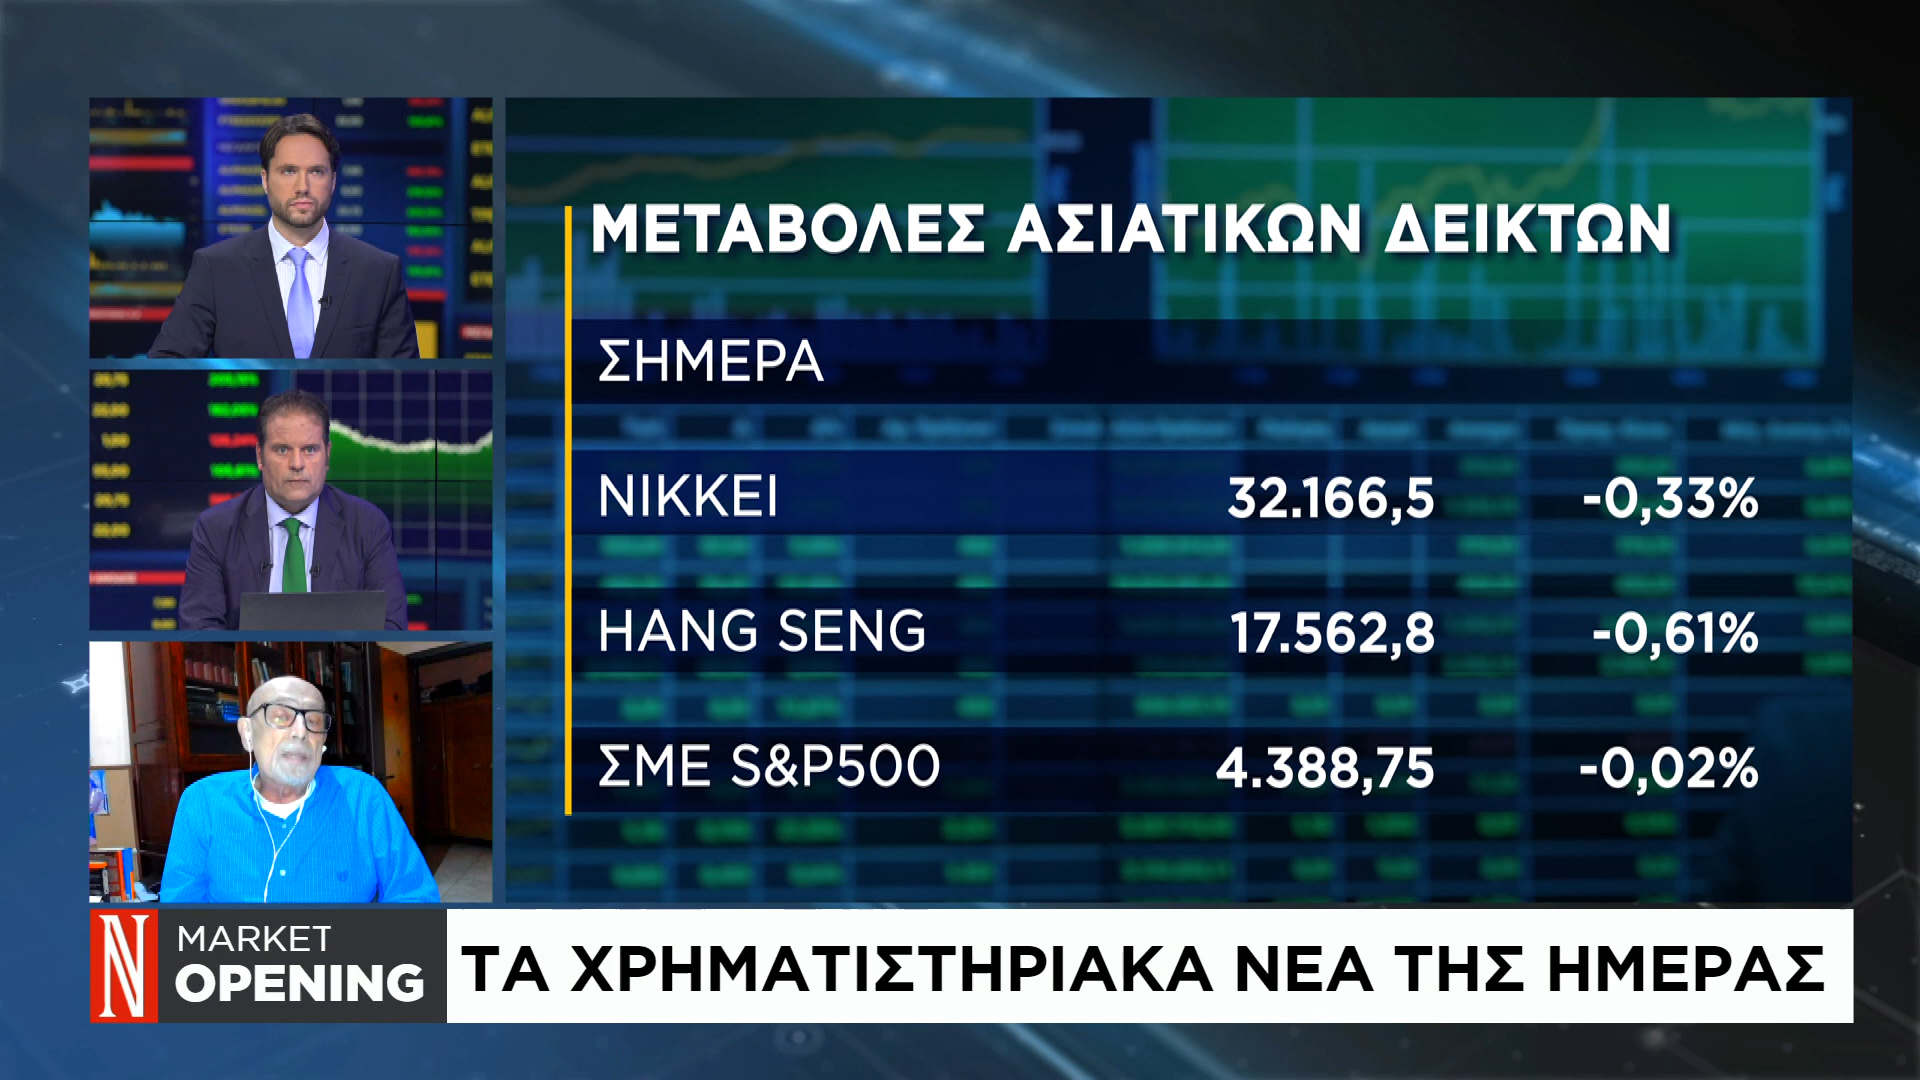 ΜΕΤΑΒΟΛΕΣ ΑΣΙΑΤΙΚΩΝ ΔΕΙΚΤΩΝ
ΣΗΜΕΡΑ
NIKKEI 32.166,5 -0,33%
HANG SENG 17.562,8 -0,61%
ΣΜΕ S&P500 4.388,75 -0,02%
N MARKET OPENING
ΤΑ ΧΡΗΜΑΤΙΣΤΗΡΙΑΚΑ ΝΕΑ ΤΗΣ ΗΜΕΡΑΣ